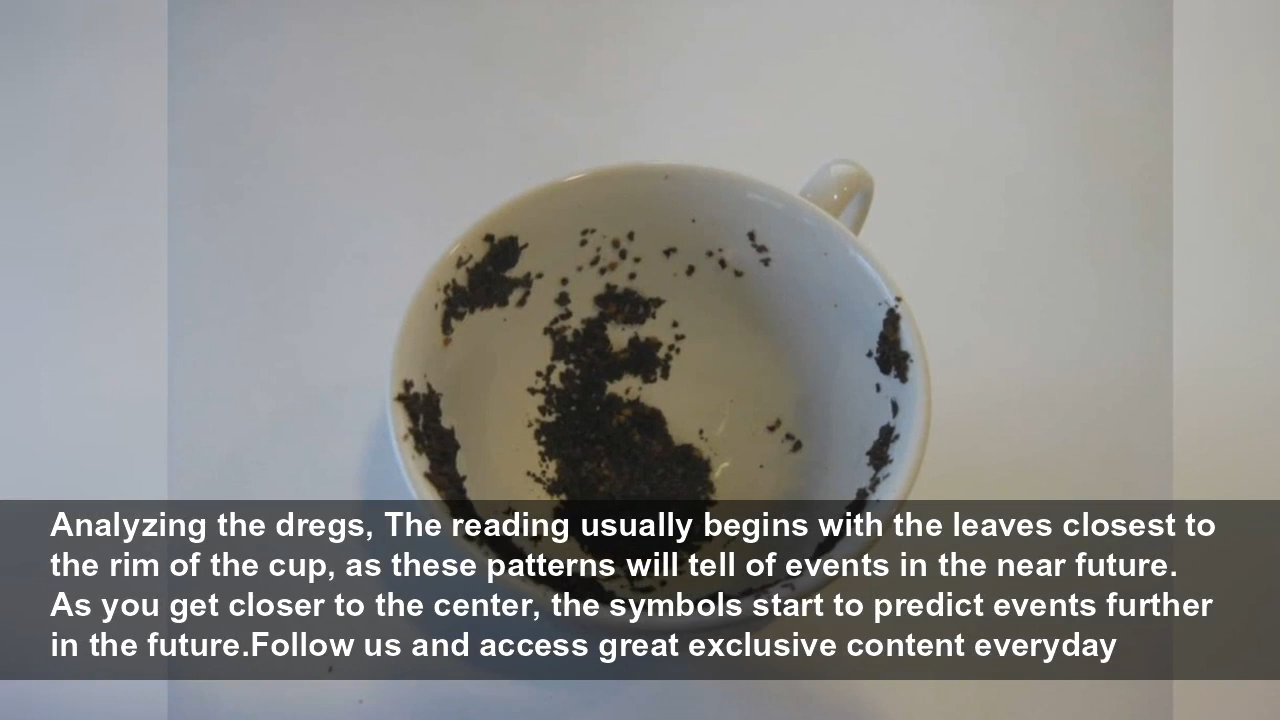 Analyzing the dregs, The reading usually begins with the leaves closest to
the rim of the cup, as these patterns will tell of events in the near future.
As you get closer to the center, the symbols start to predict events further
in the future.Follow us and access great exclusive content everyday